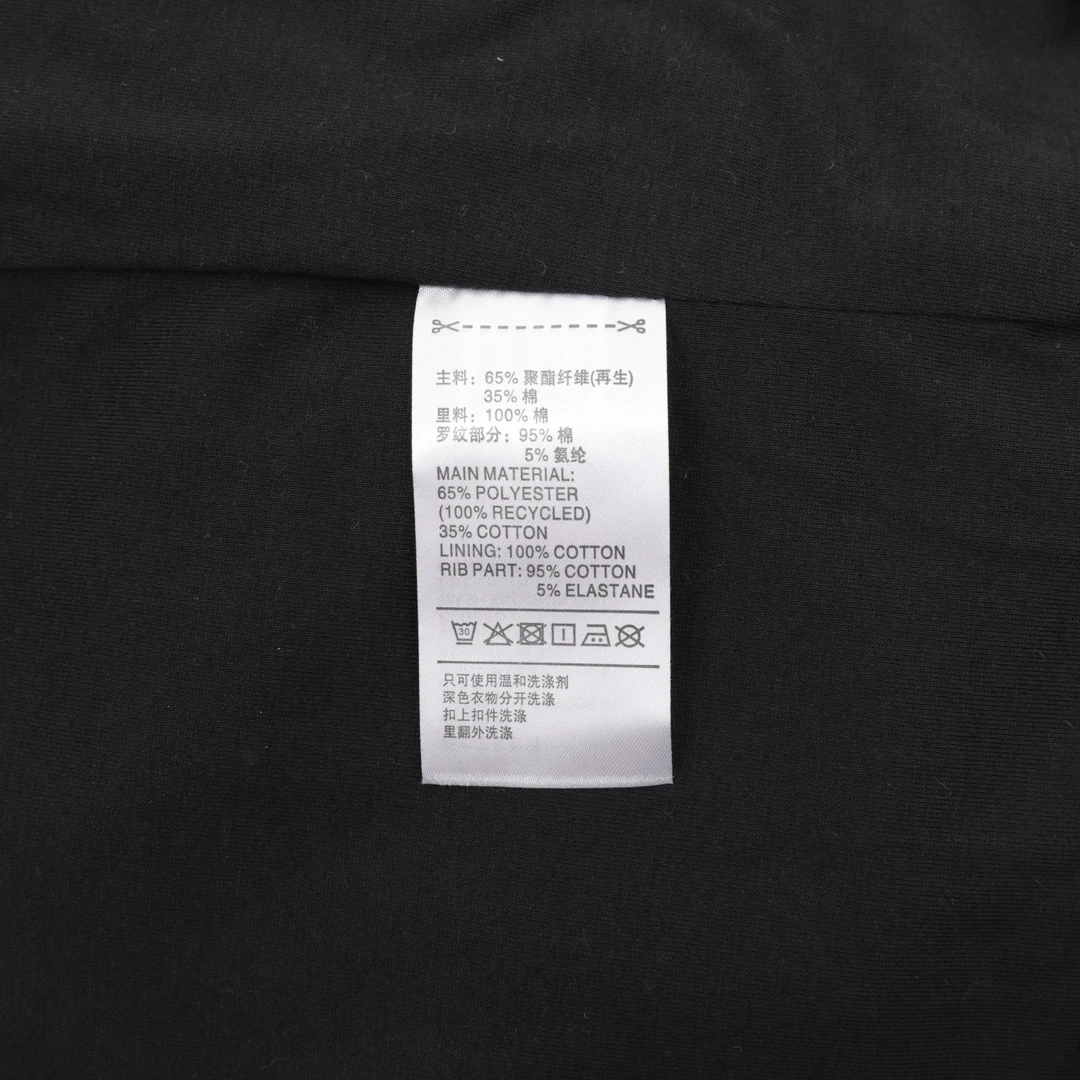 主料：65% 聚酯纤维(再生)
35% 棉
里料：100% 棉
罗纹部分：95% 棉
5% 氨纶
MAIN MATERIAL:
65% POLYESTER
(100% RECYCLED)
35% COTTON
LINING: 100% COTTON
RIB PART: 95% COTTON
5% ELASTANE
30
只可使用温和洗涤剂
深色衣物分开洗涤
扣上扣件洗涤
里翻外洗涤